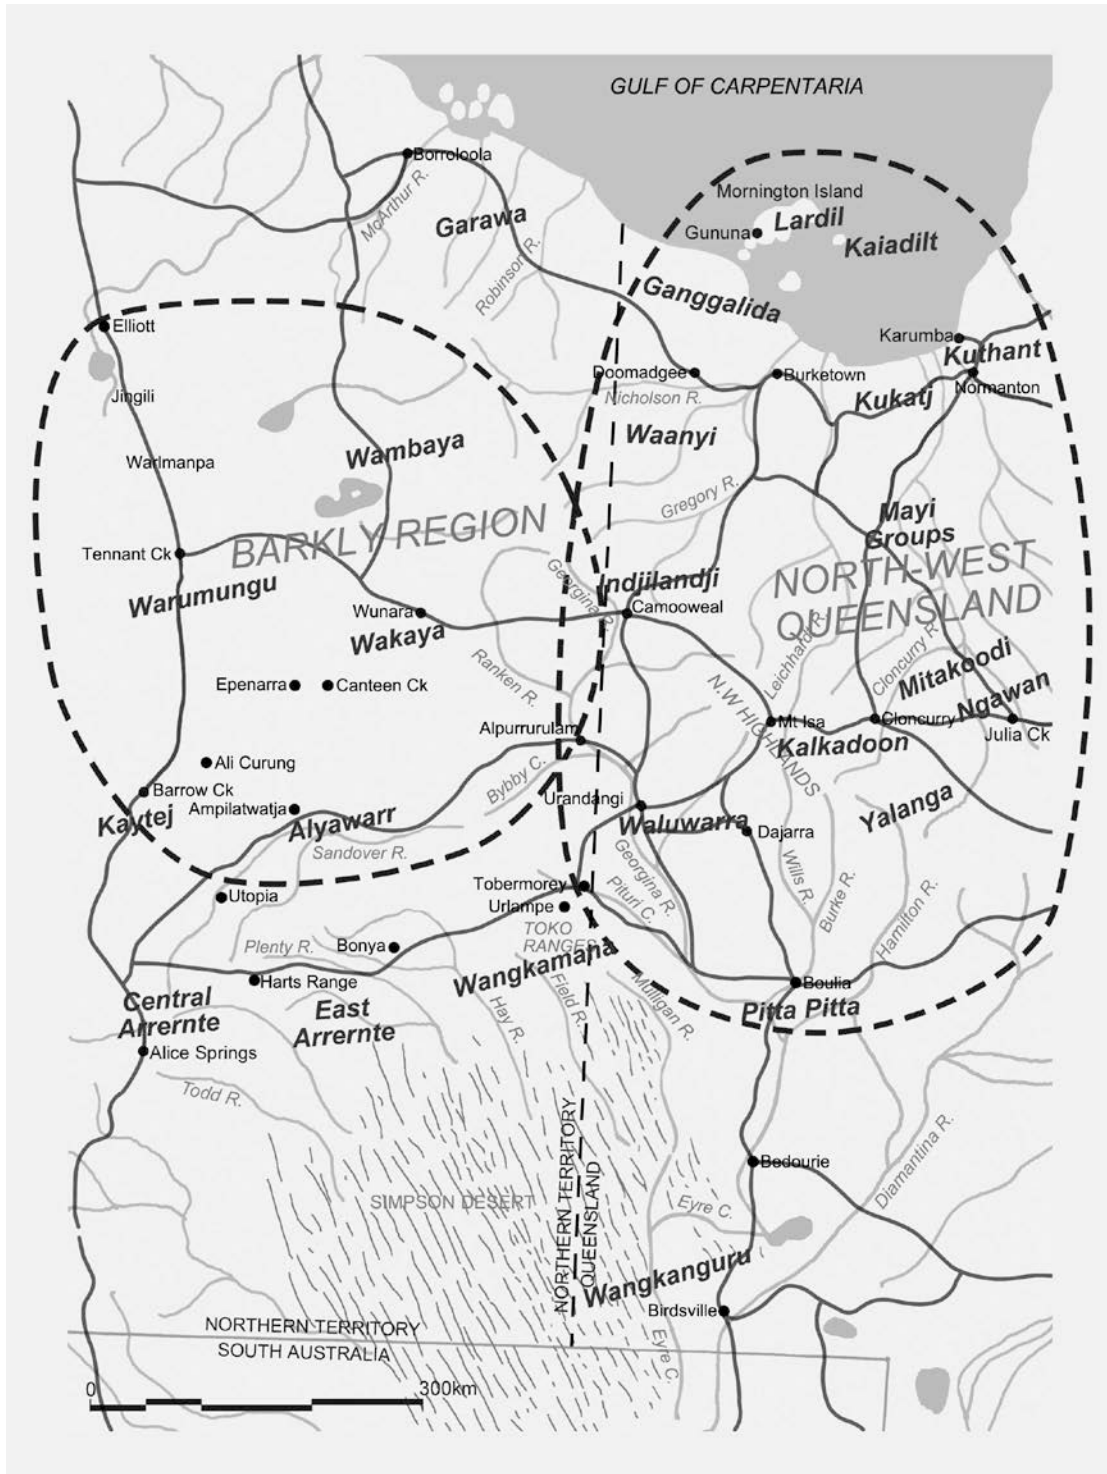 GULF OF CARPENTARIA
Borroloola
McArthur R.
Garawa
Robinson R.
Mornington Island
Lardil
Gununa
Kaiadilt
Ganggalida
Elliott
Karumba
Kuthant
Doomadgee
Burketown
Normanton
Jingili
Nicholson R.
Kukatj
Waanyi
Wambaya
Warlmanpa
Gregory R.
Mayi
Groups
BARKLY REGION
Tennant Ck
NORTH-WEST
QUEENSLAND
Warumungu
Georgina R.
Indjilandji
Wunara
Camooweal
Wakaya
Leichhardt R.
Cloncurry R.
Mitakoodi
Ranken R.
Epenarra
Canteen Ck
N.W HIGHLANDS
Ngawan
Alpurrurulam
Mt Isa
Cloncurry
Julia Ck
Kalkadoon
Ali Curung
Bybby C.
Barrow Ck
Urandangi
Ampilatwatja
Kaytej
Alyawarr
Waluwarra
Dajarra
Yalanga
Sandover R.
Georgina R.
Wills R.
Tobermorey
Pituri C.
Burke R.
Utopia
Urlampe
Hamilton R.
TOKO
RANGES
Plenty R.
Bonya
Wangkamana
Harts Range
Boulia
Central
Arrernte
East
Arrernte
Hay R.
Field R.
Mulligan R.
Pitta Pitta
Alice Springs
Todd R.
NORTHERN TERRITORY
QUEENSLAND
Bedourie
Diamantina R.
SIMPSON DESERT
Eyre C.
Wangkanguru
Birdsville
NORTHERN TERRITORY
SOUTH AUSTRALIA
Eyre C.
0
300km